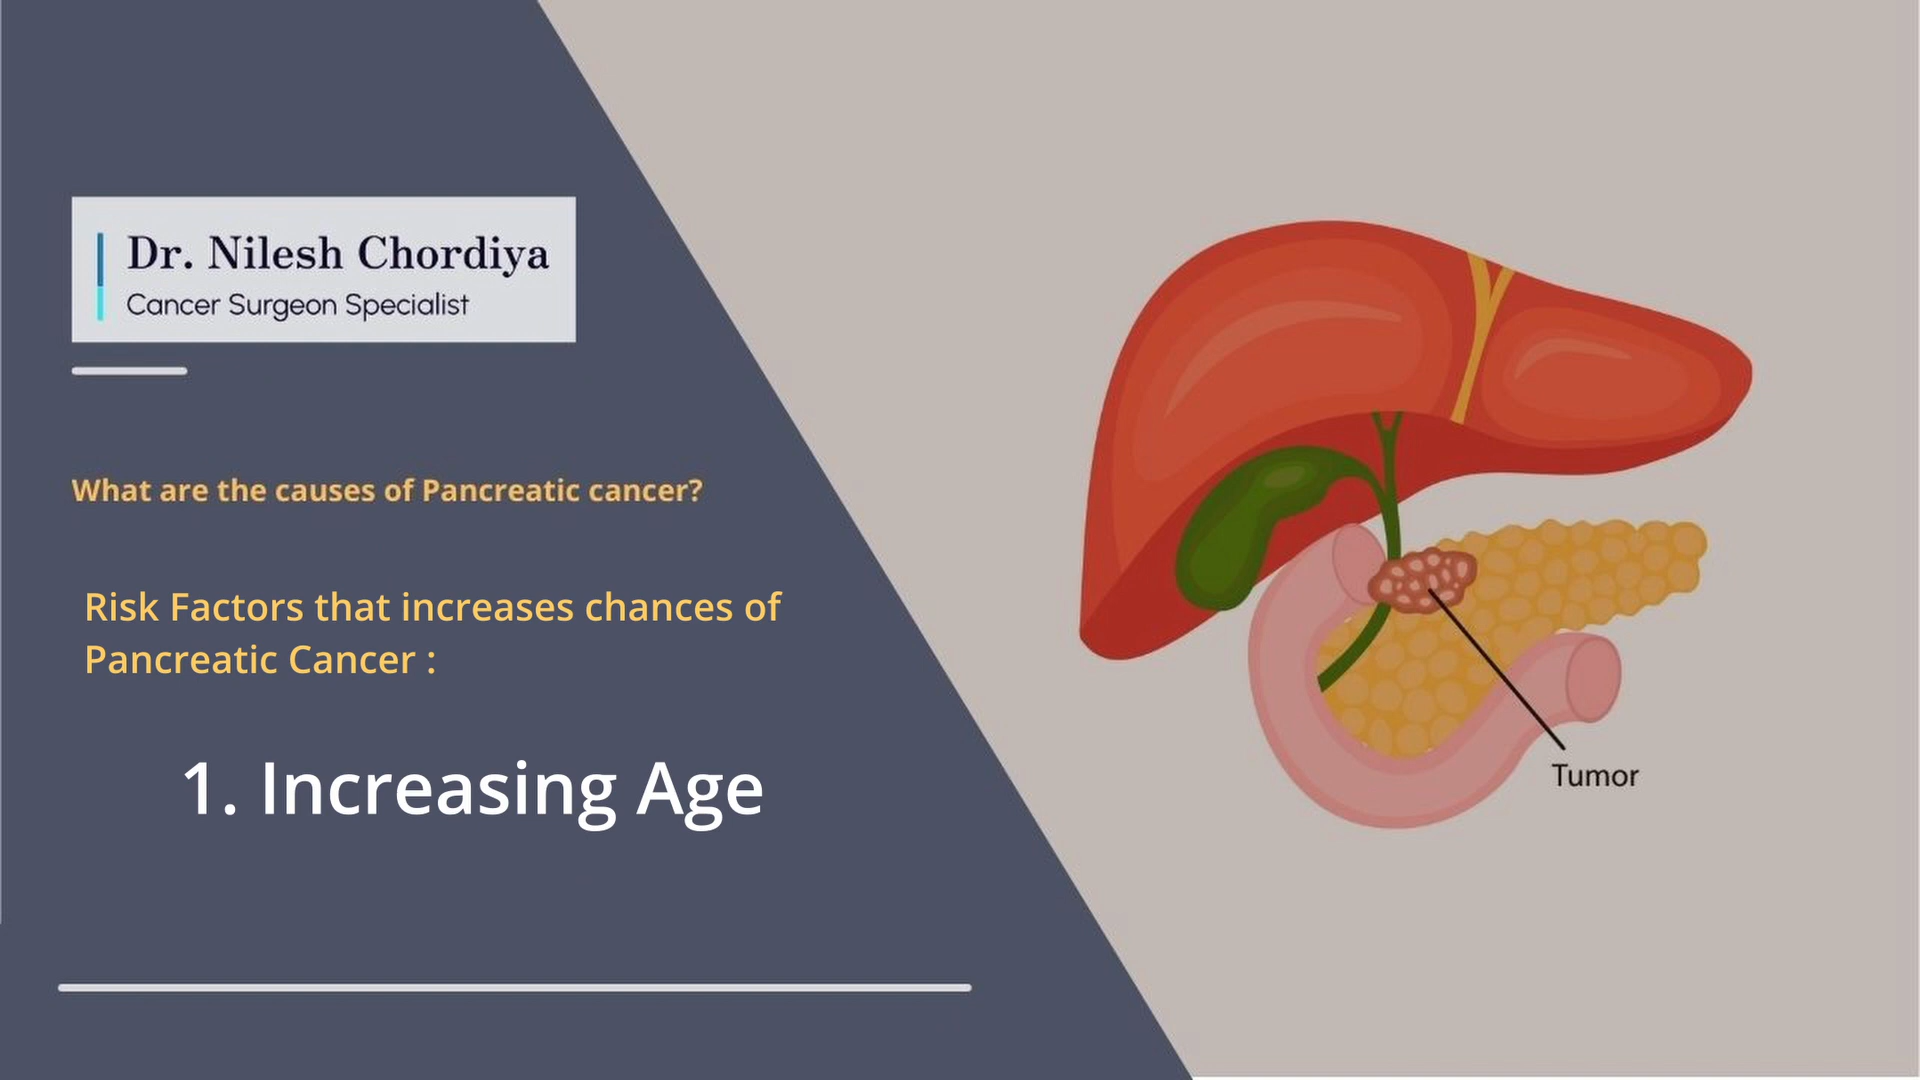 Dr. Nilesh Chordiya
Cancer Surgeon Specialist
What are the causes of Pancreatic cancer?
Risk Factors that increases chances of
Pancreatic Cancer :
1. Increasing Age
Tumor